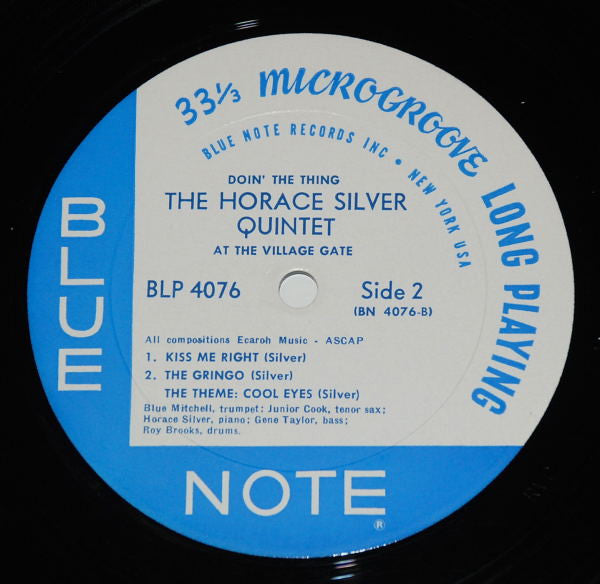 33⅓ MICROGROOVE LONG PLAYING
BLUE NOTE RECORDS INC • NEW YORK USA
DOIN' THE THING
THE HORACE SILVER
QUINTET
AT THE VILLAGE GATE
BLP 4076
Side 2
(BN 4076-B)
All compositions Ecaroh Music - ASCAP
1. KISS ME RIGHT (Silver)
2. THE GRINGO (Silver)
THE THEME: COOL EYES (Silver)
Blue Mitchell, trumpet; Junior Cook, tenor sax;
Horace Silver, piano; Gene Taylor, bass;
Roy Brooks, drums.
BLUE
NOTE
®